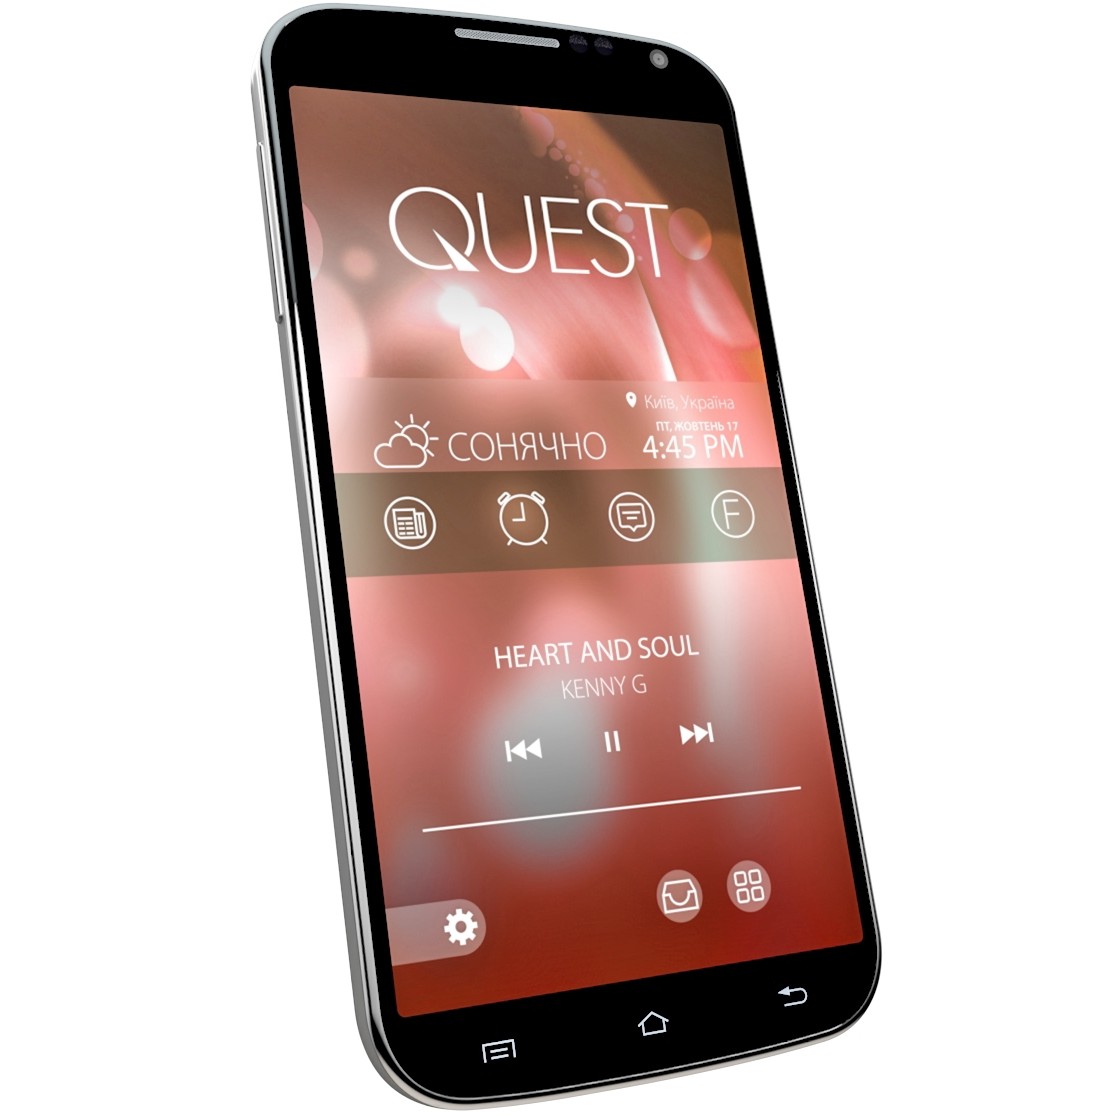 QUEST
Київ, Україна
ПТ, ЖОВТЕНЬ 17
СОНЯЧНО
4:45 PM
F
HEART AND SOUL
KENNY G